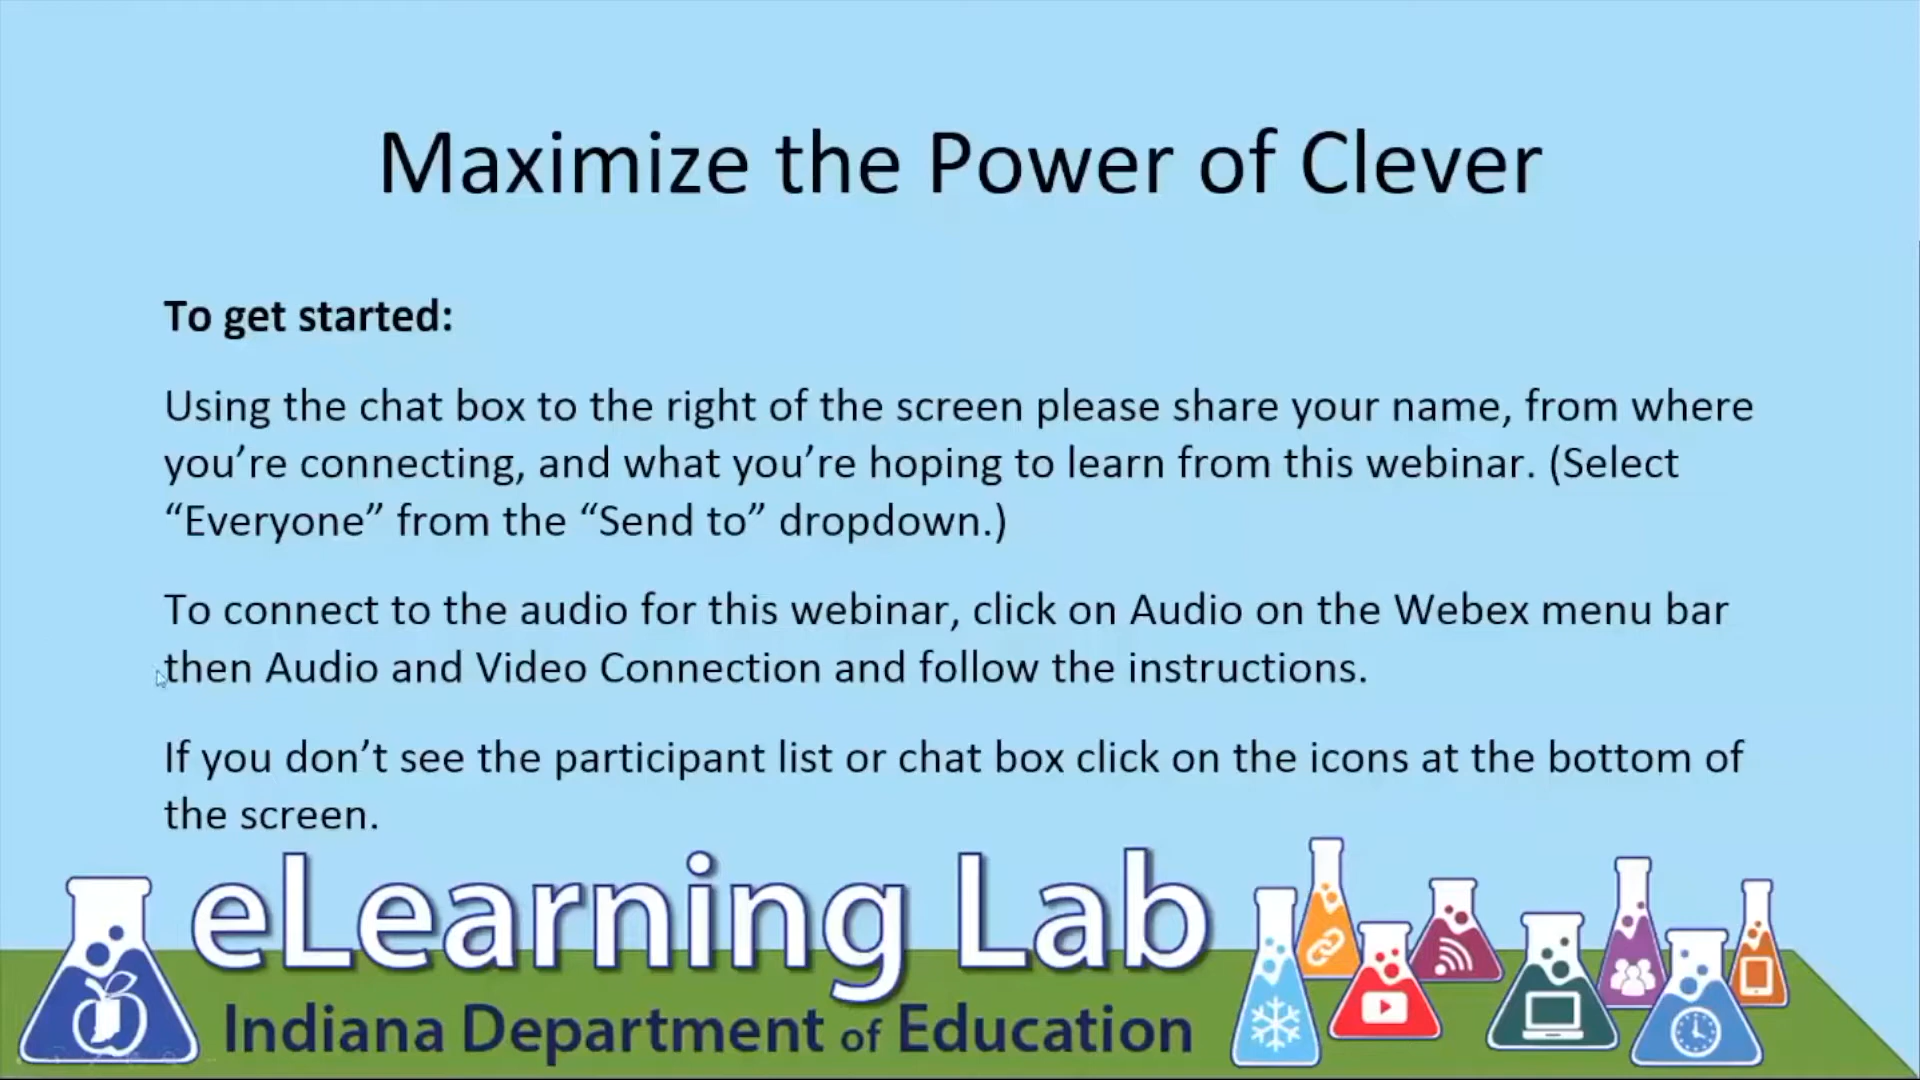 Maximize the Power of Clever
To get started:
Using the chat box to the right of the screen please share your name, from where
you’re connecting, and what you’re hoping to learn from this webinar. (Select
“Everyone” from the “Send to” dropdown.)
To connect to the audio for this webinar, click on Audio on the Webex menu bar
then Audio and Video Connection and follow the instructions.
If you don’t see the participant list or chat box click on the icons at the bottom of
the screen.
eLearning Lab
Indiana Department of Education